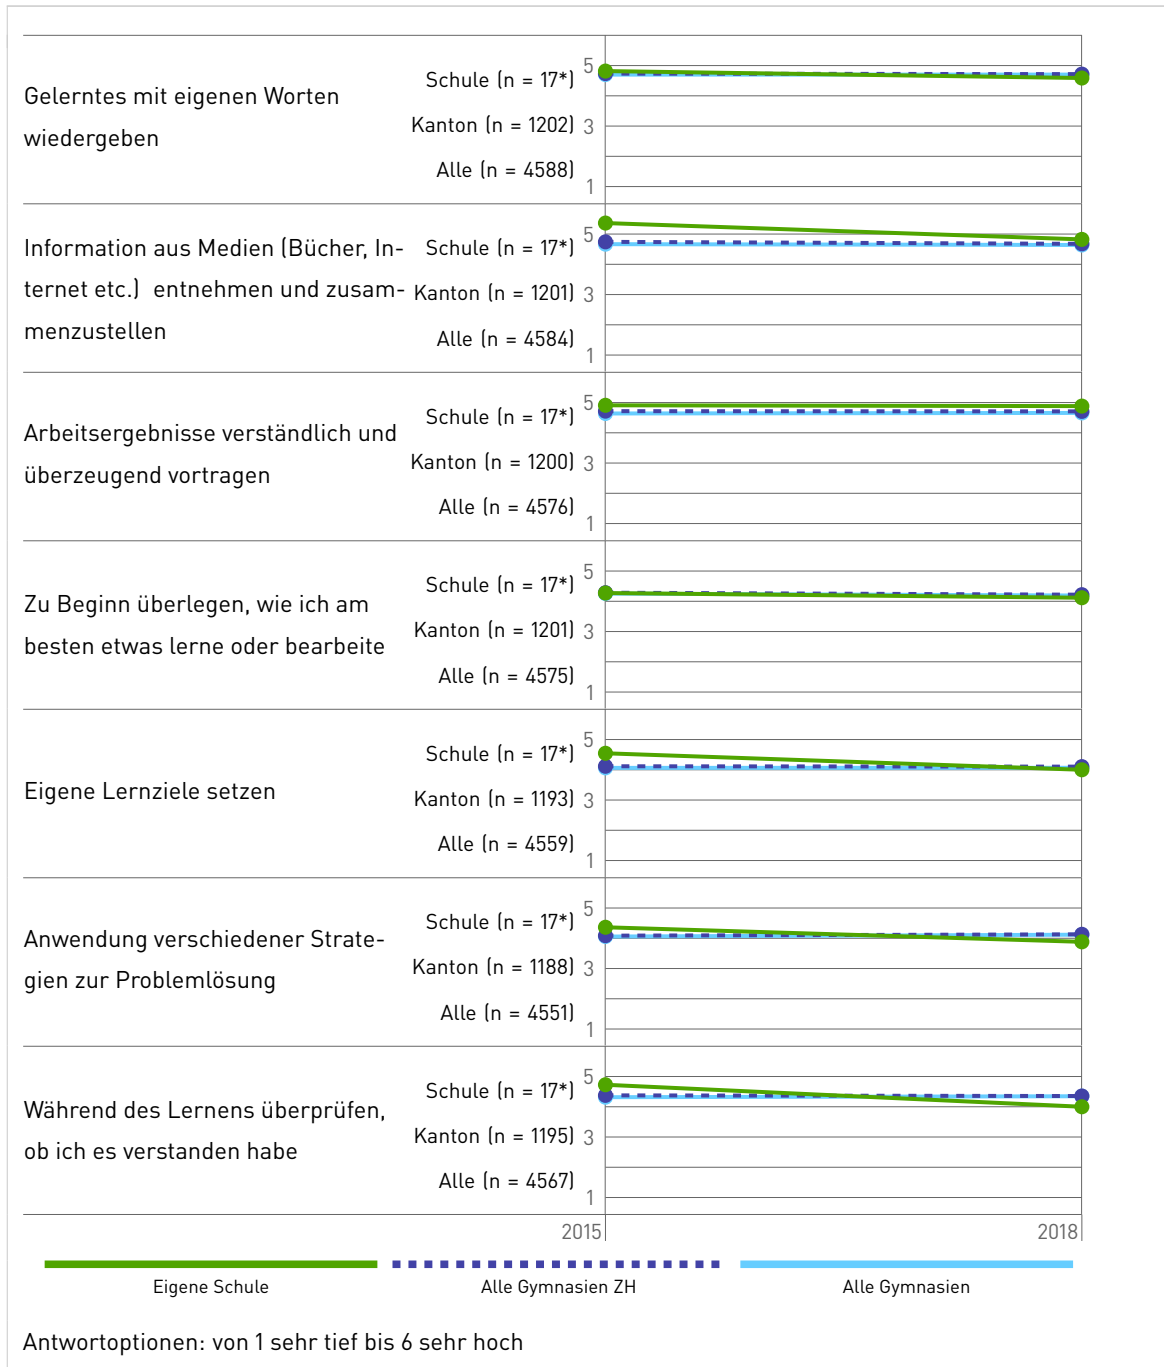 Gelerntes mit eigenen Worten
wiedergeben
Schule (n = 17*)
Kanton (n = 1202)
Alle (n = 4588)
5
3
1
Information aus Medien (Bücher, In-
ternet etc.) entnehmen und zusam-
menzustellen
Schule (n = 17*)
Kanton (n = 1201)
Alle (n = 4584)
5
3
1
Arbeitsergebnisse verständlich und
überzeugend vortragen
Schule (n = 17*)
Kanton (n = 1200)
Alle (n = 4576)
5
3
1
Zu Beginn überlegen, wie ich am
besten etwas lerne oder bearbeite
Schule (n = 17*)
Kanton (n = 1201)
Alle (n = 4575)
5
3
1
Eigene Lernziele setzen
Schule (n = 17*)
Kanton (n = 1193)
Alle (n = 4559)
5
3
1
Anwendung verschiedener Strate-
gien zur Problemlösung
Schule (n = 17*)
Kanton (n = 1188)
Alle (n = 4551)
5
3
1
Während des Lernens überprüfen,
ob ich es verstanden habe
Schule (n = 17*)
Kanton (n = 1195)
Alle (n = 4567)
5
3
1
2015 2018
Eigene Schule Alle Gymnasien ZH Alle Gymnasien
Antwortoptionen: von 1 sehr tief bis 6 sehr hoch